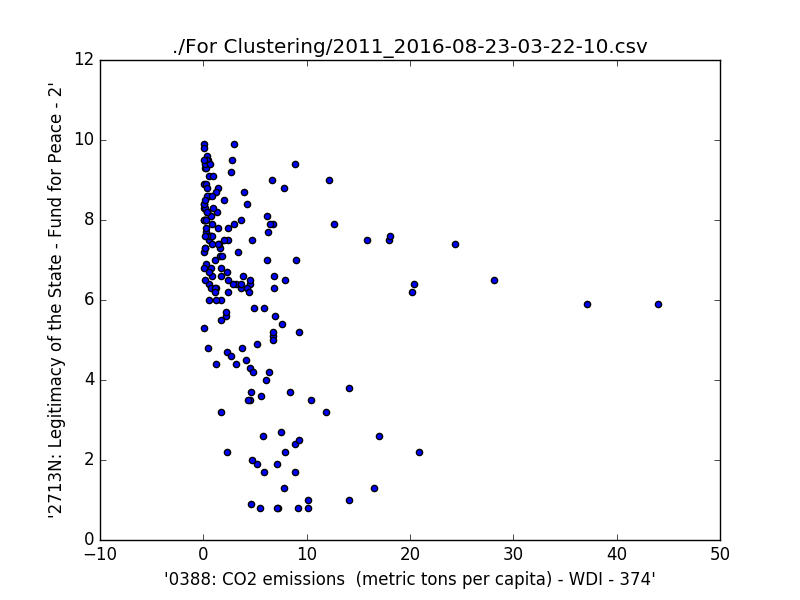 ./For Clustering/2011_2016-08-23-03-22-10.csv
12
10
8
6
4
2
0
'2713N: Legitimacy of the State - Fund for Peace - 2'
−10 0 10 20 30 40 50
'0388: CO2 emissions  (metric tons per capita) - WDI - 374'